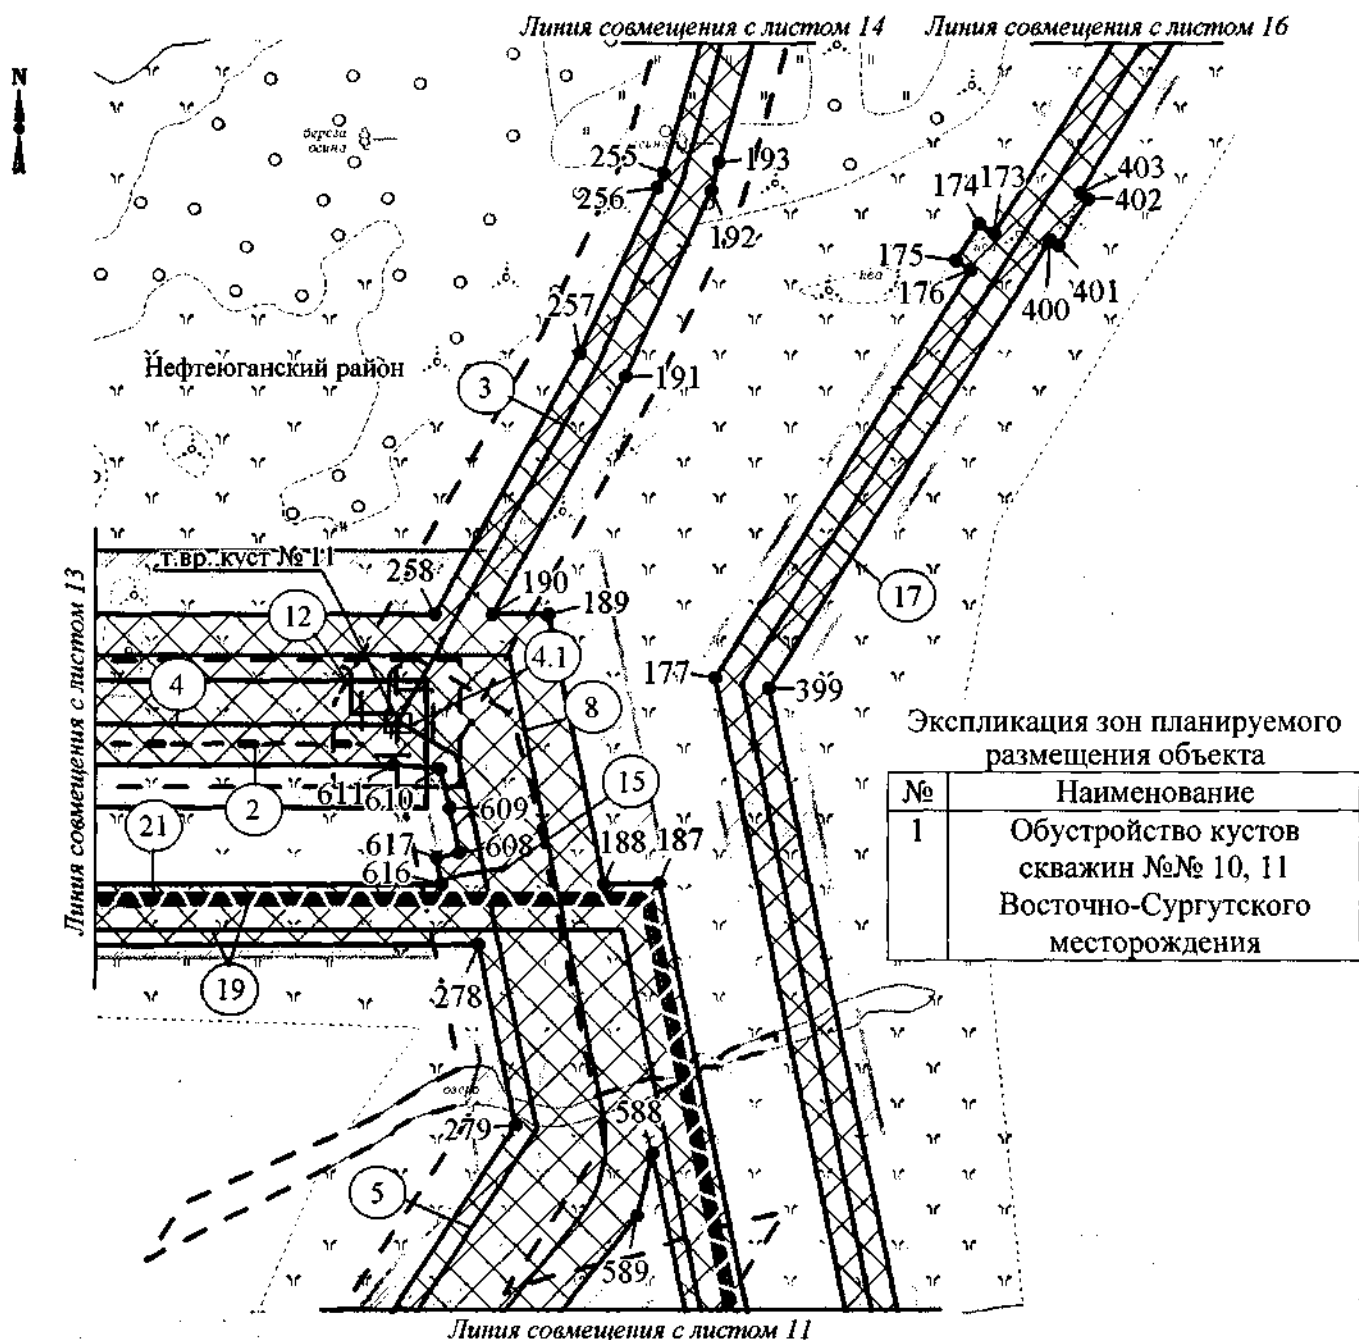 Линия совмещения с листом 14
Линия совмещения с листом 16
N
береза
осина
255
256
193
192
174
173
403
402
175
176
400
401
257
191
Нефтеюганский район
3
17
т.вр. куст № 11
258
190
189
12
4.1
177
399
Линия совмещения с листом 13
4
8
2
15
611
610
609
608
617
616
188
187
21
19
278
Экспликация зон планируемого
размещения объекта
№ Наименование
1 Обустройство кустов
скважин №№ 10, 11
Восточно-Сургутского
месторождения
озеро
279
588
5
589
Линия совмещения с листом 11